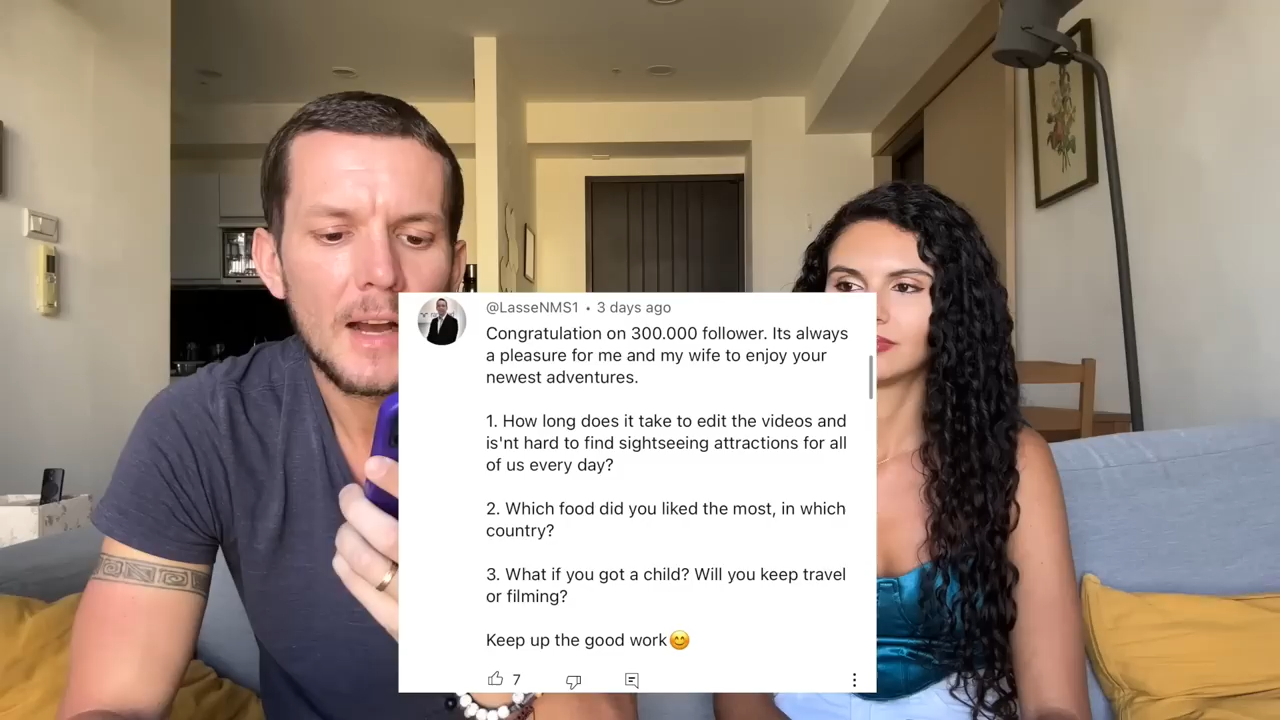 @LasseNMS1 • 3 days ago
Congratulation on 300.000 follower. Its always
a pleasure for me and my wife to enjoy your
newest adventures.
1. How long does it take to edit the videos and
is'nt hard to find sightseeing attractions for all
of us every day?
2. Which food did you liked the most, in which
country?
3. What if you got a child? Will you keep travel
or filming?
Keep up the good work😊
7